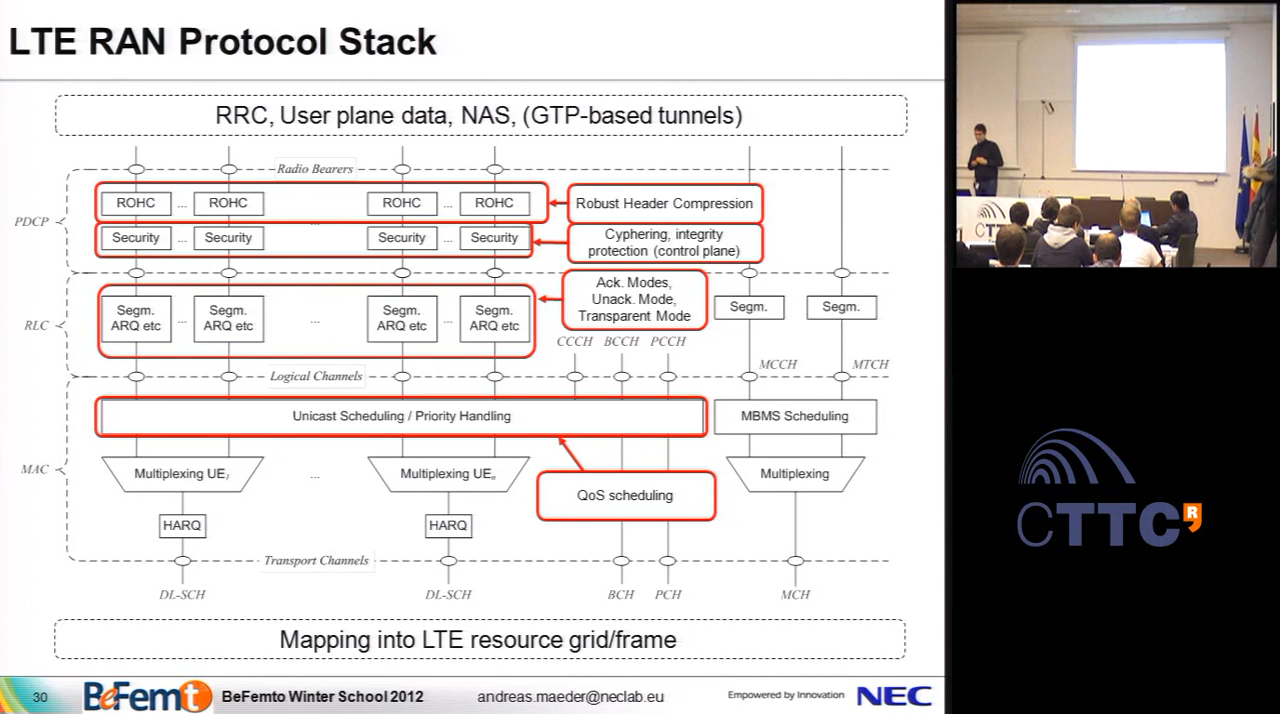 LTE RAN Protocol Stack
RRC, User plane data, NAS, (GTP-based tunnels)
Radio Bearers
PDCP
ROHC ... ROHC ... ROHC ... ROHC
Robust Header Compression
Security ... Security Security ... Security
Cyphering, integrity
protection (control plane)
RLC
Segm.
ARQ etc
...
Segm.
ARQ etc
...
Segm.
ARQ etc
...
Segm.
ARQ etc
Ack. Modes,
Unack. Mode,
Transparent Mode
Segm.
Segm.
CCCH BCCH PCCH
MCCH
MTCH
Logical Channels
MAC
Unicast Scheduling / Priority Handling
MBMS Scheduling
Multiplexing UE1
...
Multiplexing UEn
QoS scheduling
Multiplexing
HARQ
HARQ
Transport Channels
DL-SCH
DL-SCH
BCH
PCH
MCH
Mapping into LTE resource grid/frame
30
BeFemto
BeFemto Winter School 2012
andreas.maeder@neclab.eu
Empowered by Innovation
NEC
CTTC
CTTC R